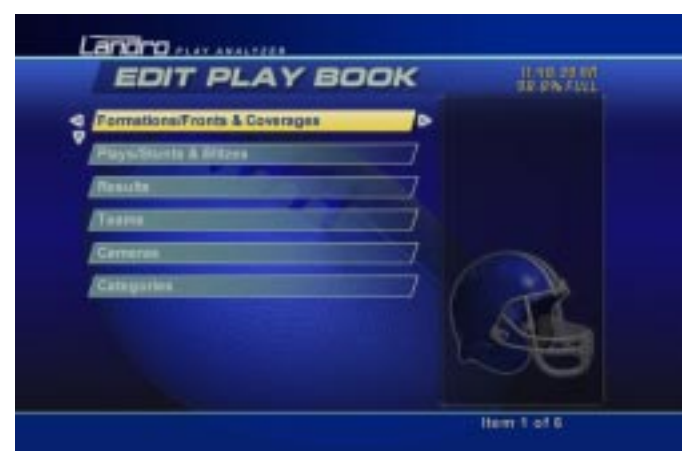 Landro PLAY ANALYZER
EDIT PLAY BOOK
FULL
Formations/Fronts & Coverages
Plays/Stunts & Blitzes
Results
Teams
Cameras
Categories
Item 1 of 6